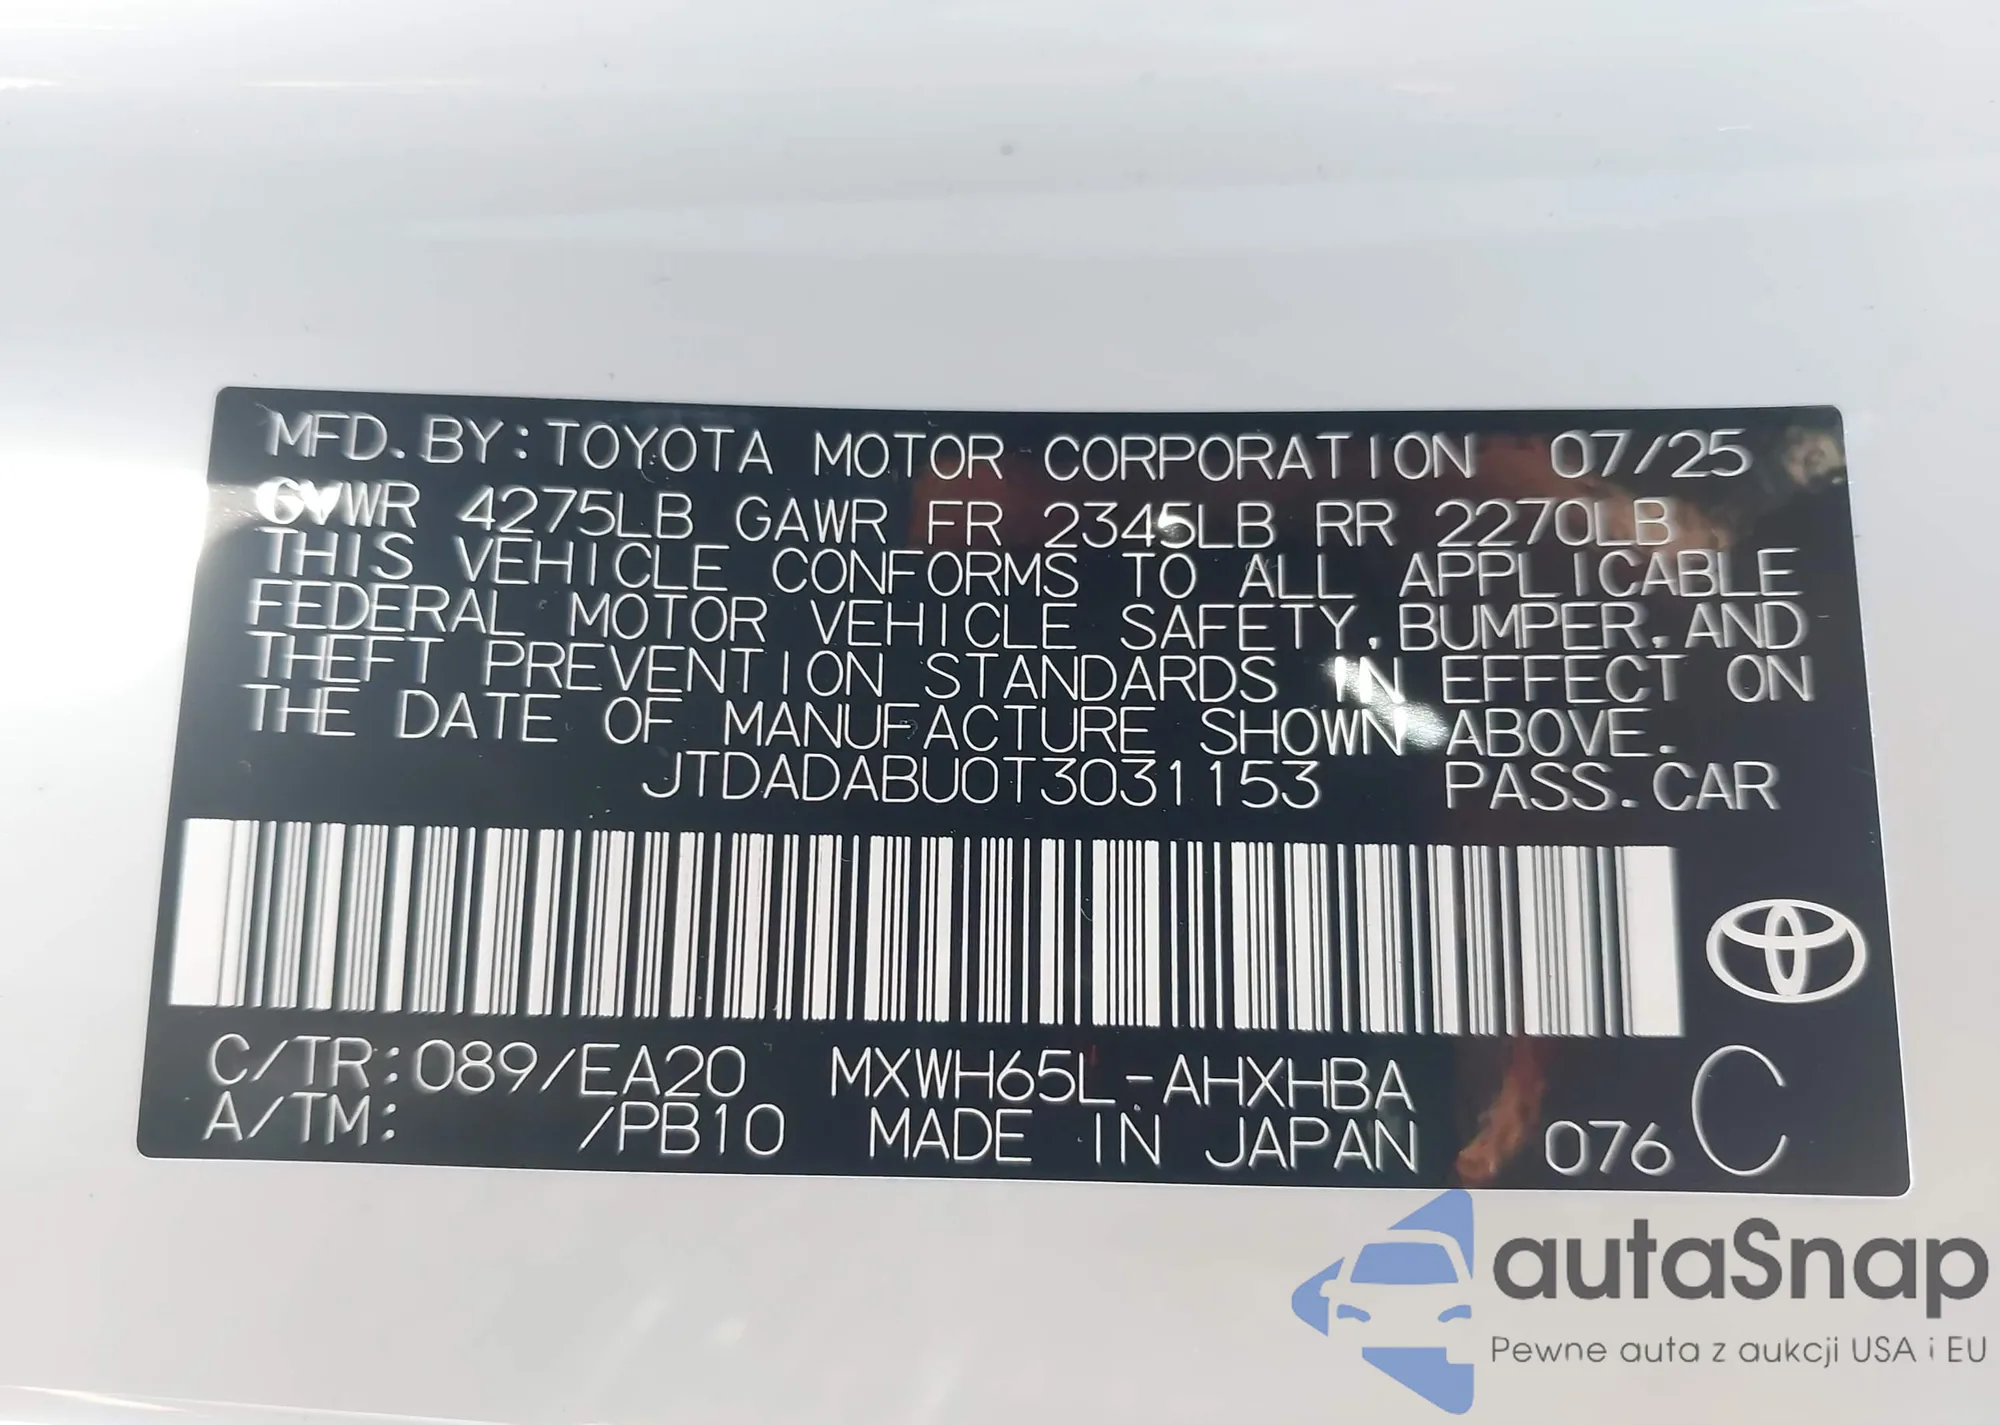 MFD.BY:TOYOTA MOTOR CORPORATION 07/25
GVWR 4275LB GAWR FR 2345LB RR 2270LB
THIS VEHICLE CONFORMS TO ALL APPLICABLE
FEDERAL MOTOR VEHICLE SAFETY,BUMPER,AND
THEFT PREVENTION STANDARDS IN EFFECT ON
THE DATE OF MANUFACTURE SHOWN ABOVE.
JTDADABU0T3031153 PASS.CAR
C/TR:089/EA20 MXWH65L-AHXHBA
A/TM: /PB10 MADE IN JAPAN 076 C
autaSnap
Pewne auta z aukcji USA i EU